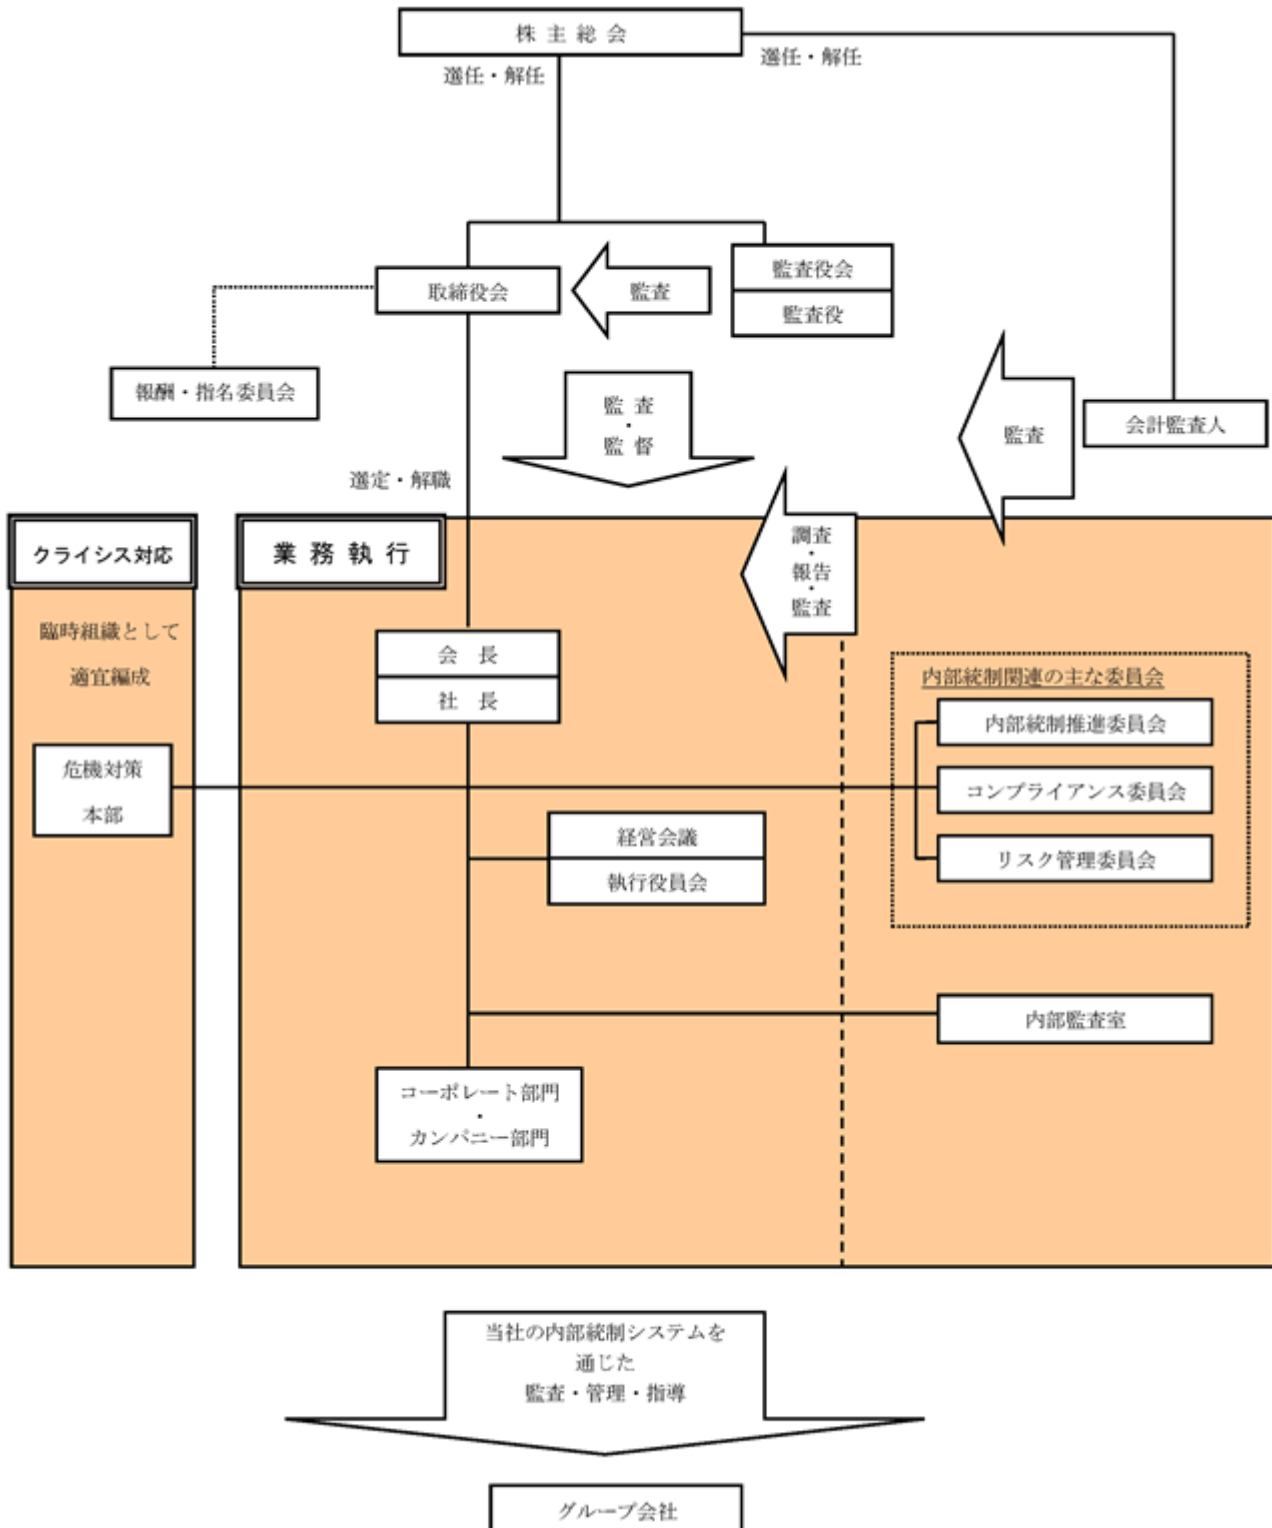 株主総会
選任・解任
選任・解任
監査役会
取締役会
監査
監査役
報酬・指名委員会
監査
・
監督
監査
会計監査人
選定・解職
クライシス対応
業務執行
調査
・
報告
・
監査
臨時組織として
適宜編成
会長
社長
内部統制関連の主な委員会
内部統制推進委員会
危機対策
本部
コンプライアンス委員会
経営会議
執行役員会
リスク管理委員会
内部監査室
コーポレート部門
・
カンパニー部門
当社の内部統制システムを
通じた
監査・管理・指導
グループ会社